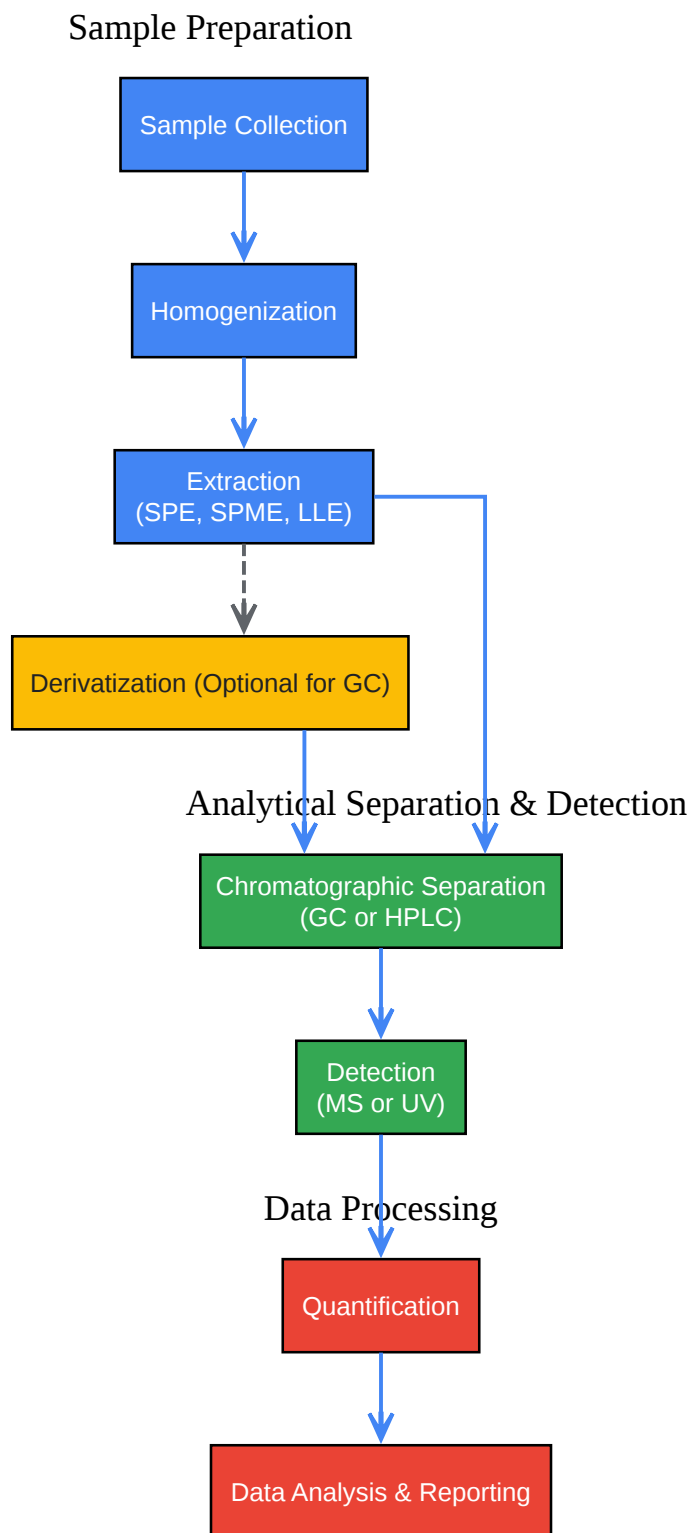 Sample Preparation
Sample Collection
Homogenization
Extraction
(SPE, SPME, LLE)
Derivatization (Optional for GC)
Analytical Separation & Detection
Chromatographic Separation
(GC or HPLC)
Detection
(MS or UV)
Data Processing
Quantification
Data Analysis & Reporting